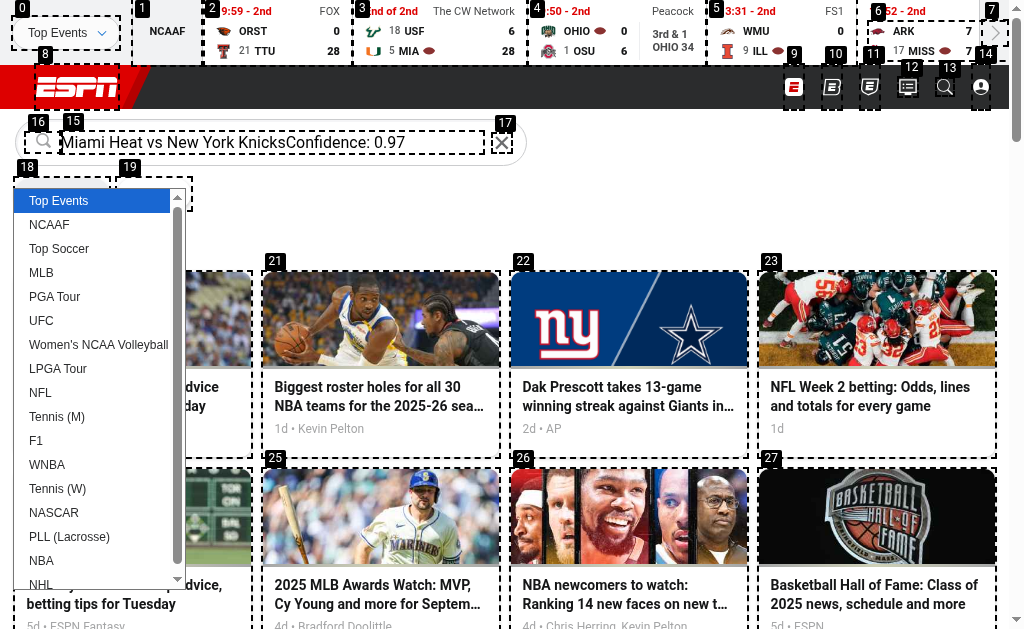 0
Top Events
1
NCAAF
2
9:59 - 2nd
FOX
ORST
0
21 TTU
28
3
nd of 2nd
The CW Network
18 USF
6
5 MIA
28
4
:50 - 2nd
Peacock
OHIO
0
1 OSU
6
3rd & 1
OHIO 34
5
3:31 - 2nd
FS1
WMU
0
9 ILL
6
:52 - 2nd
ARK
7
17 MISS
7
7
8
ESPN
9
10
11
12
13
14
16
15
Miami Heat vs New York KnicksConfidence: 0.97
17
18
19
Top Events
NCAAF
Top Soccer
MLB
PGA Tour
UFC
Women's NCAA Volleyball
LPGA Tour
NFL
Tennis (M)
F1
WNBA
Tennis (W)
NASCAR
PLL (Lacrosse)
NBA
NHL
21
22
23
ny
dvice
day
Biggest roster holes for all 30
NBA teams for the 2025-26 sea…
1d • Kevin Pelton
Dak Prescott takes 13-game
winning streak against Giants in…
2d • AP
NFL Week 2 betting: Odds, lines
and totals for every game
1d
25
26
27
MARINERS
BASKETBALL
HALL OF FAME
dvice,
betting tips for Tuesday
5d • ESPN Fantasy
2025 MLB Awards Watch: MVP,
Cy Young and more for Septem…
4d • Bradford Doolittle
NBA newcomers to watch:
Ranking 14 new faces on new t…
4d • Chris Herring, Kevin Pelton
Basketball Hall of Fame: Class of
2025 news, schedule and more
5d • ESPN